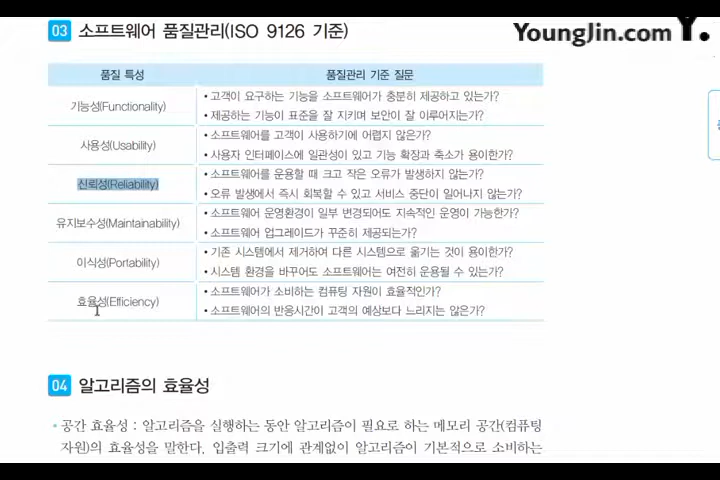 03 소프트웨어 품질관리(ISO 9126 기준)
YoungJin.com Y.
품질 특성 품질관리 기준 질문
기능성(Functionality)
• 고객이 요구하는 기능을 소프트웨어가 충분히 제공하고 있는가?
• 제공하는 기능이 표준을 잘 지키며 보안이 잘 이루어지는가?
사용성(Usability)
• 소프트웨어를 고객이 사용하기에 어렵지 않은가?
• 사용자 인터페이스에 일관성이 있고 기능 확장과 축소가 용이한가?
신뢰성(Reliability)
• 소프트웨어를 운용할 때 크고 작은 오류가 발생하지 않는가?
• 오류 발생에서 즉시 회복할 수 있고 서비스 중단이 일어나지 않는가?
유지보수성(Maintainability)
• 소프트웨어 운영환경이 일부 변경되어도 지속적인 운영이 가능한가?
• 소프트웨어 업그레이드가 꾸준히 제공되는가?
이식성(Portability)
• 기존 시스템에서 제거하여 다른 시스템으로 옮기는 것이 용이한가?
• 시스템 환경을 바꾸어도 소프트웨어는 여전히 운용될 수 있는가?
효율성(Efficiency)
• 소프트웨어가 소비하는 컴퓨팅 자원이 효율적인가?
• 소프트웨어의 반응시간이 고객의 예상보다 느리지는 않은가?
04 알고리즘의 효율성
• 공간 효율성 : 알고리즘을 실행하는 동안 알고리즘이 필요로 하는 메모리 공간(컴퓨팅
자원)의 효율성을 말한다. 입출력 크기에 관계없이 알고리즘이 기본적으로 소비하는